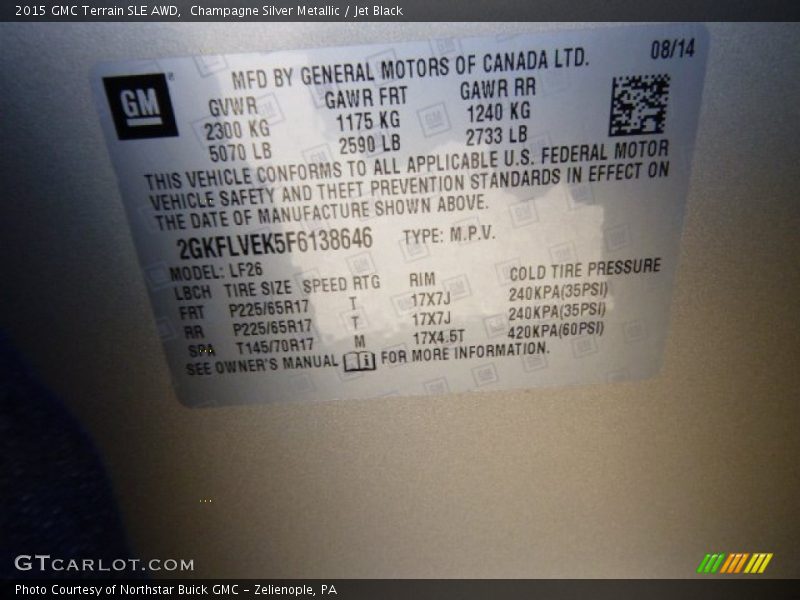 2015 GMC Terrain SLE AWD,  Champagne Silver Metallic / Jet Black
08/14
GM
MFD BY GENERAL MOTORS OF CANADA LTD.
GVWR GAWR FRT GAWR RR
2300 KG 1175 KG 1240 KG
5070 LB 2590 LB 2733 LB
THIS VEHICLE CONFORMS TO ALL APPLICABLE U.S. FEDERAL MOTOR
VEHICLE SAFETY AND THEFT PREVENTION STANDARDS IN EFFECT ON
THE DATE OF MANUFACTURE SHOWN ABOVE.
2GKFLVEK5F6138646 TYPE: M.P.V.
MODEL: LF26
LBCH TIRE SIZE SPEED RTG RIM COLD TIRE PRESSURE
FRT P225/65R17 T 17X7J 240KPA(35PSI)
RR P225/65R17 T 17X7J 240KPA(35PSI)
SPA T145/70R17 M 17X4.5T 420KPA(60PSI)
SEE OWNER'S MANUAL FOR MORE INFORMATION.
GTCARLOT.COM
Photo Courtesy of Northstar Buick GMC - Zelienople, PA